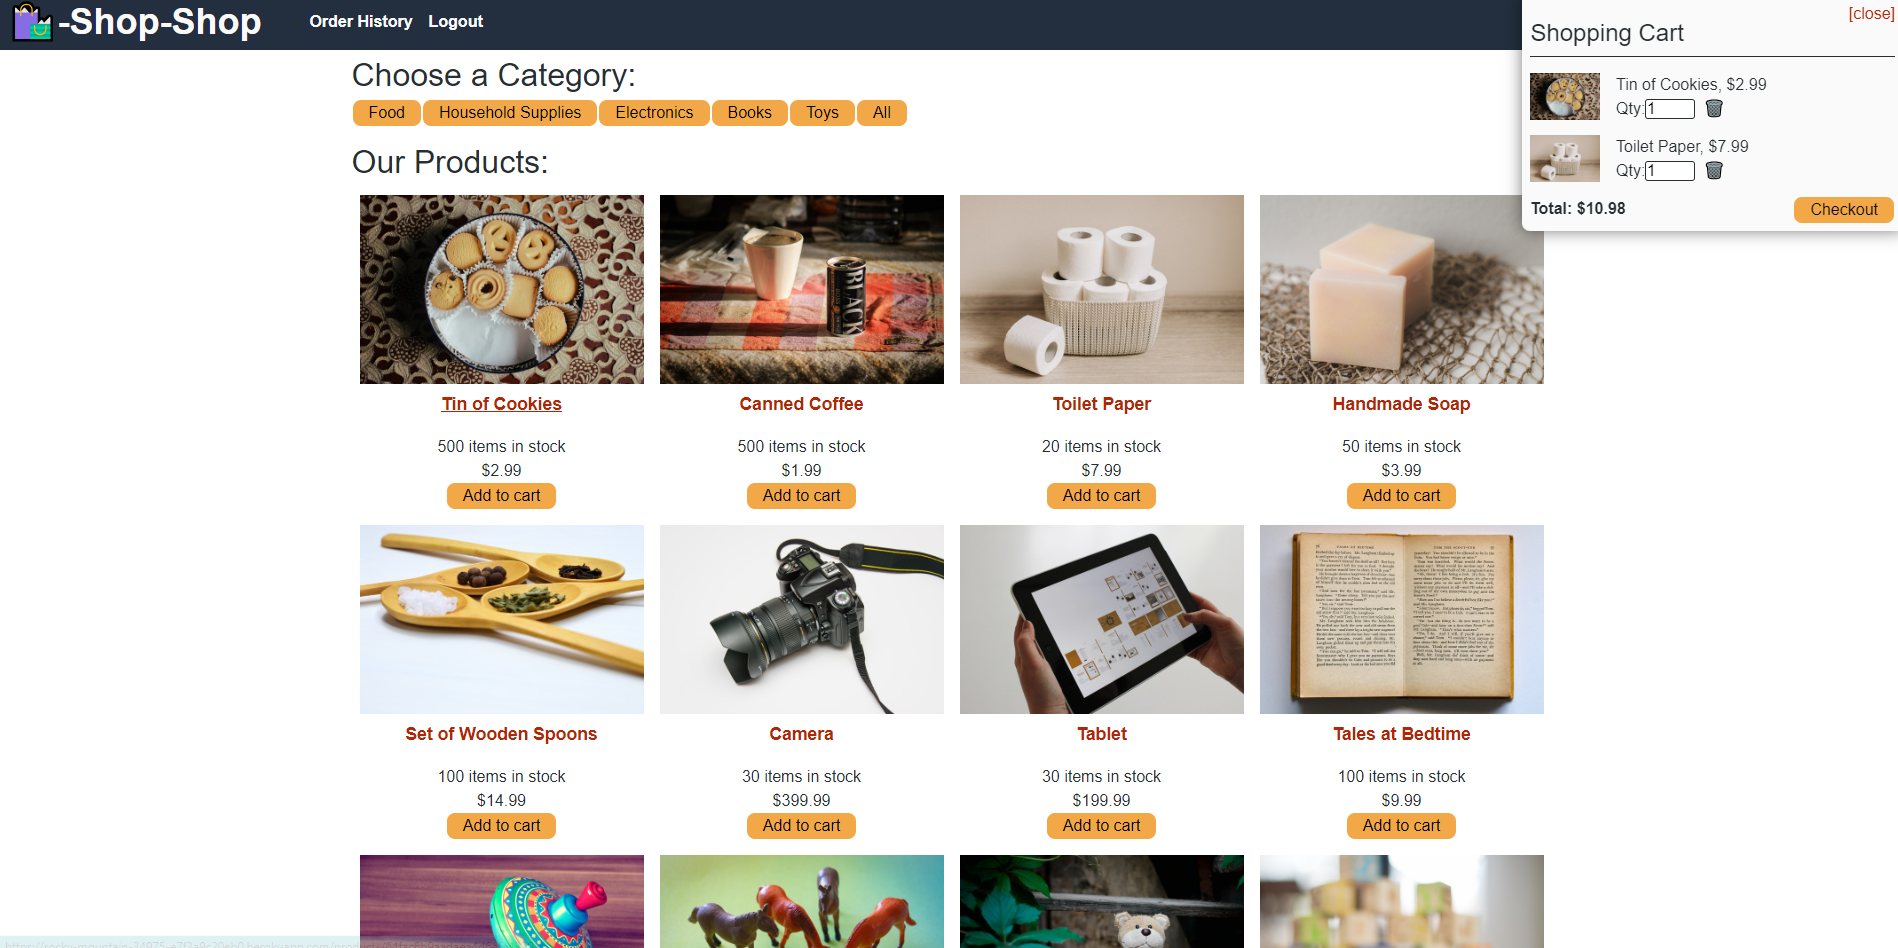 -Shop-Shop
Order History
Logout
[close]
Shopping Cart
Tin of Cookies, $2.99
Qty: 1
Toilet Paper, $7.99
Qty: 1
Total: $10.98
Checkout
Choose a Category:
Food
Household Supplies
Electronics
Books
Toys
All
Our Products:
BLACK
Tin of Cookies
500 items in stock
$2.99
Add to cart
Canned Coffee
500 items in stock
$1.99
Add to cart
Toilet Paper
20 items in stock
$7.99
Add to cart
Handmade Soap
50 items in stock
$3.99
Add to cart
Set of Wooden Spoons
100 items in stock
$14.99
Add to cart
Camera
30 items in stock
$399.99
Add to cart
Tablet
30 items in stock
$199.99
Add to cart
Tales at Bedtime
100 items in stock
$9.99
Add to cart